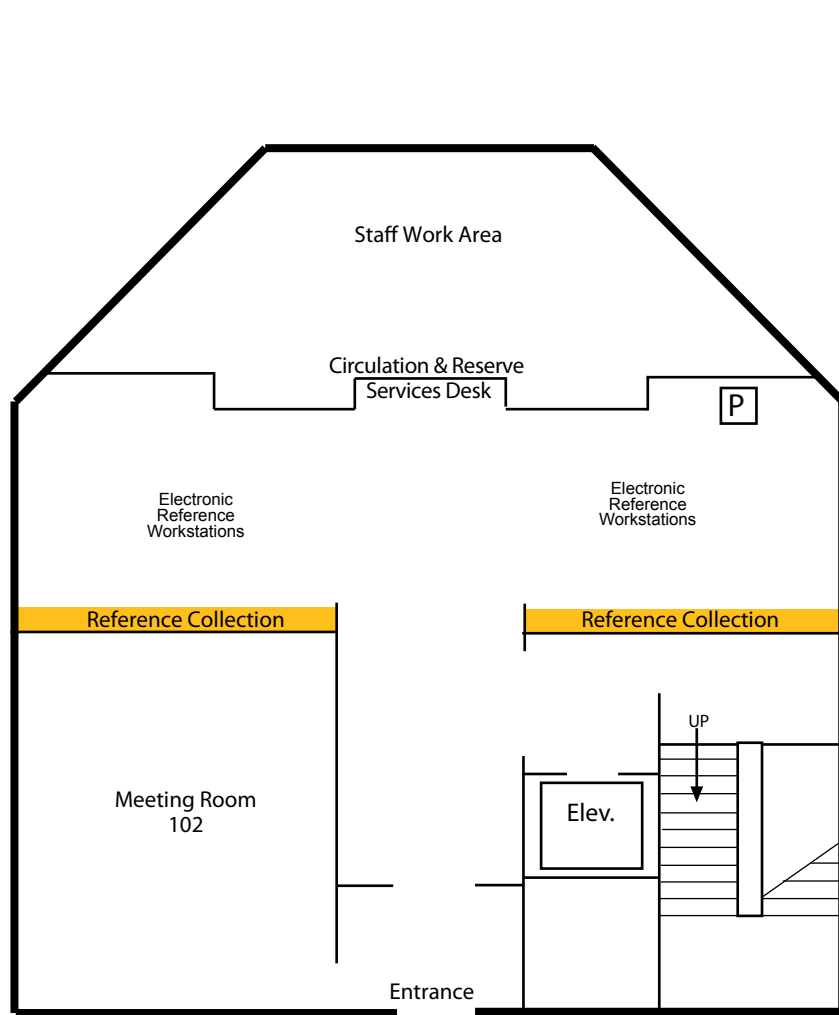 Staff Work Area
Circulation & Reserve
Services Desk
P
Electronic
Reference
Workstations
Electronic
Reference
Workstations
Reference Collection
Reference Collection
UP
Meeting Room
102
Elev.
Entrance